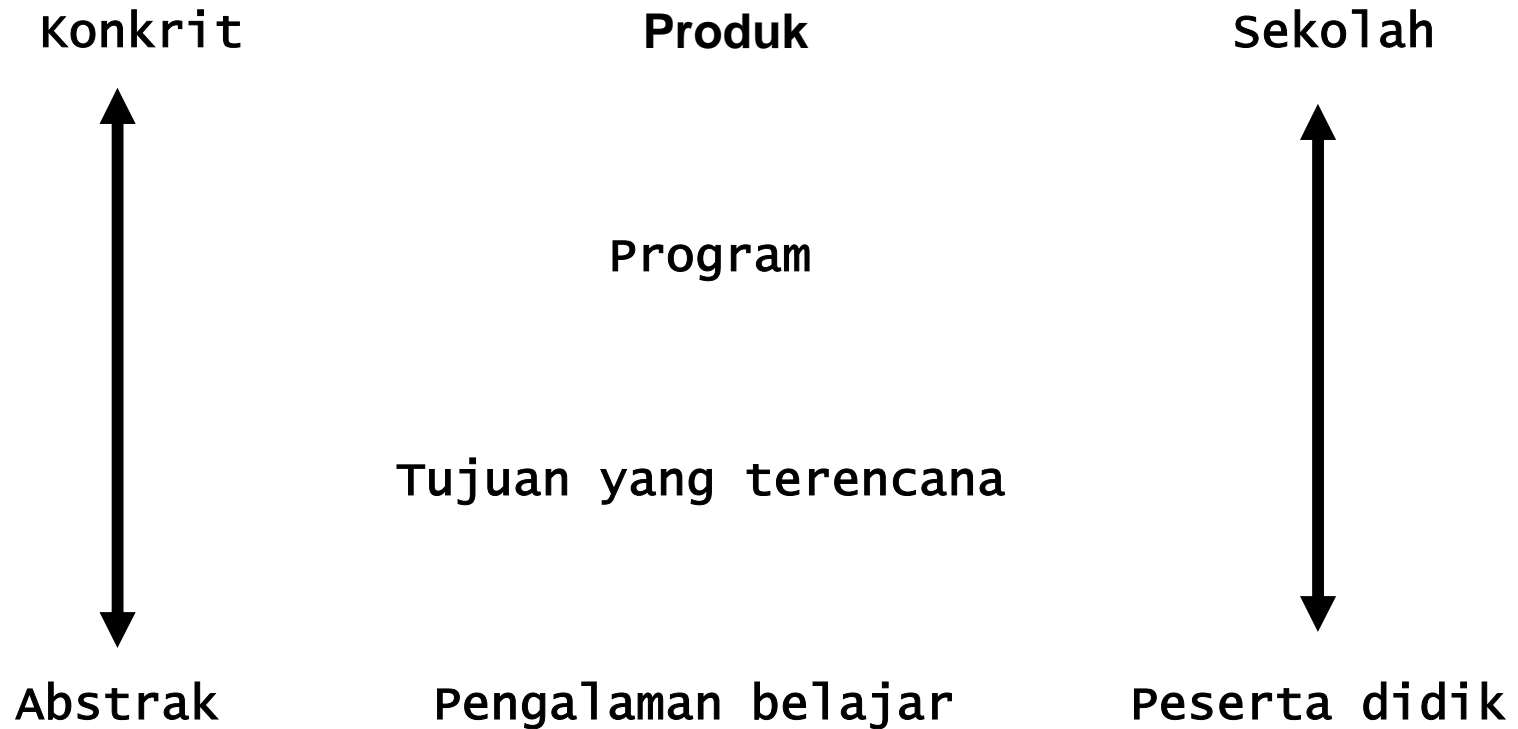 Konkrit Produk Sekolah
Program
Tujuan yang terencana
Abstrak Pengalaman belajar Peserta didik